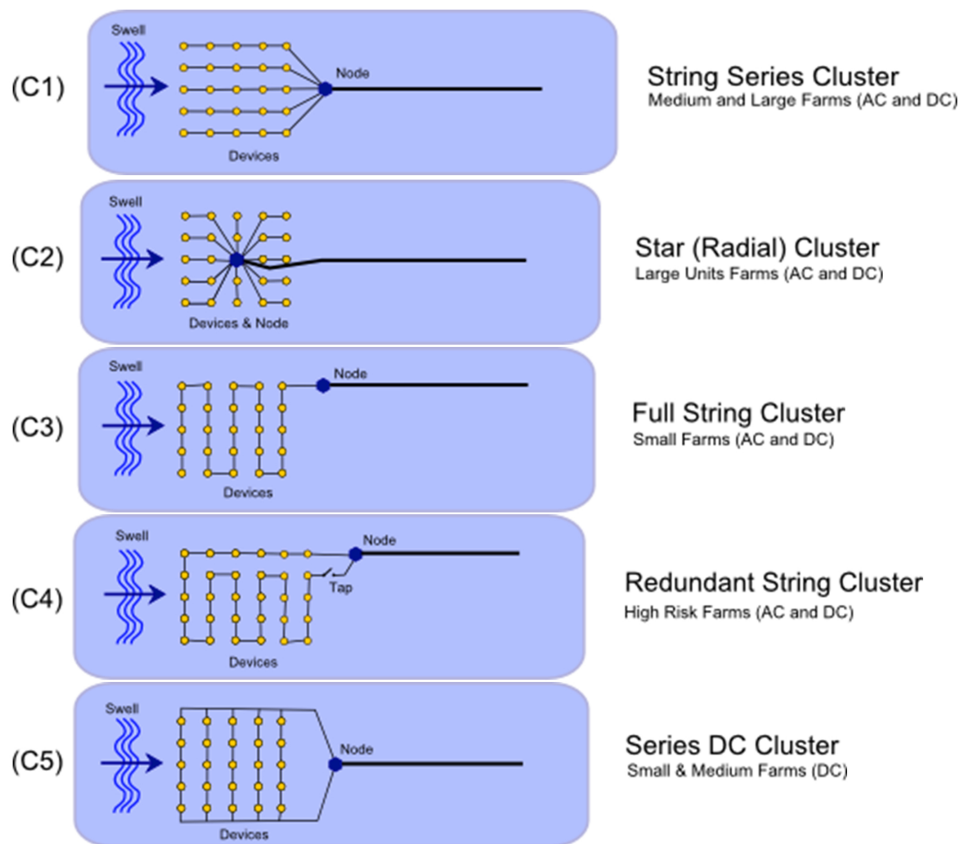 Swell
(C1)
Node
Devices
String Series Cluster
Medium and Large Farms (AC and DC)
Swell
(C2)
Devices & Node
Star (Radial) Cluster
Large Units Farms (AC and DC)
Swell
(C3)
Node
Devices
Full String Cluster
Small Farms (AC and DC)
Swell
(C4)
Node
Tap
Devices
Redundant String Cluster
High Risk Farms (AC and DC)
Swell
(C5)
Node
Devices
Series DC Cluster
Small & Medium Farms (DC)